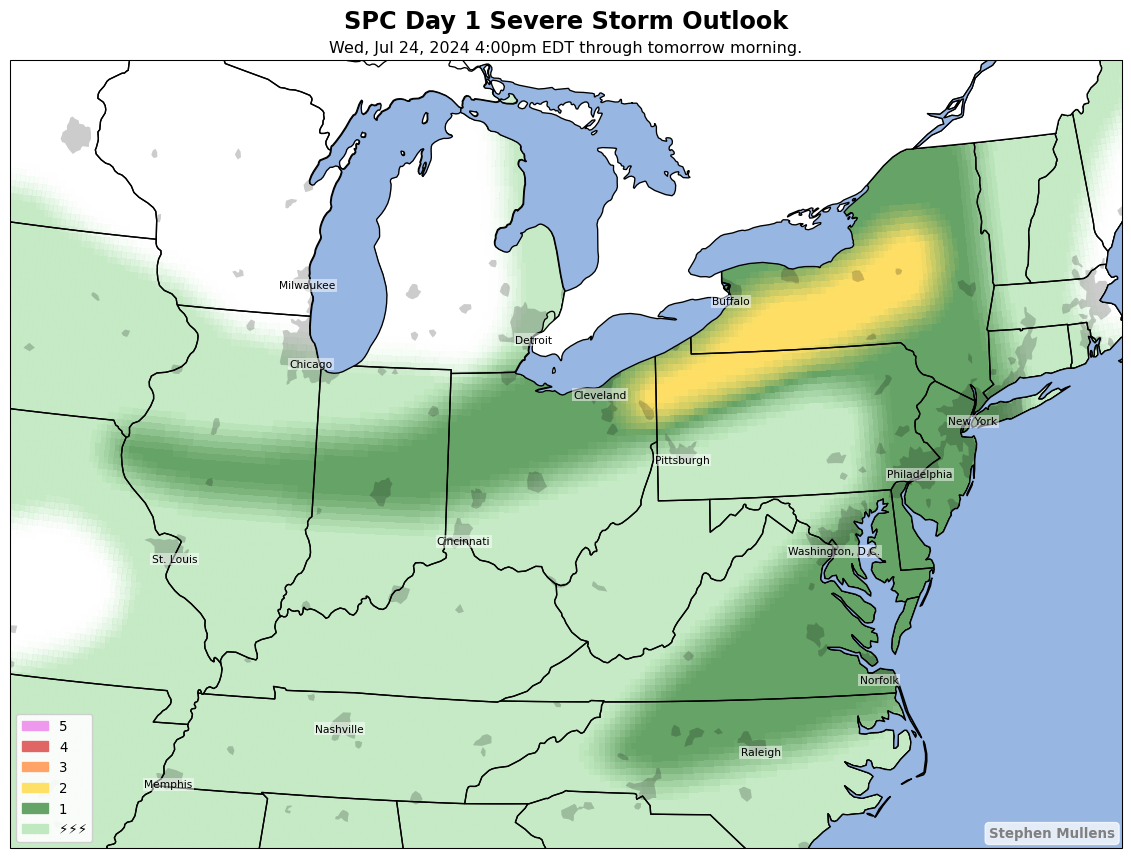 SPC Day 1 Severe Storm Outlook
Wed, Jul 24, 2024 4:00pm EDT through tomorrow morning.
Milwaukee
Buffalo
Detroit
Chicago
Cleveland
New York
Pittsburgh
Philadelphia
Cincinnati
Washington, D.C.
St. Louis
Norfolk
Nashville
Raleigh
Memphis
5
4
3
2
1
⚡⚡⚡
Stephen Mullens